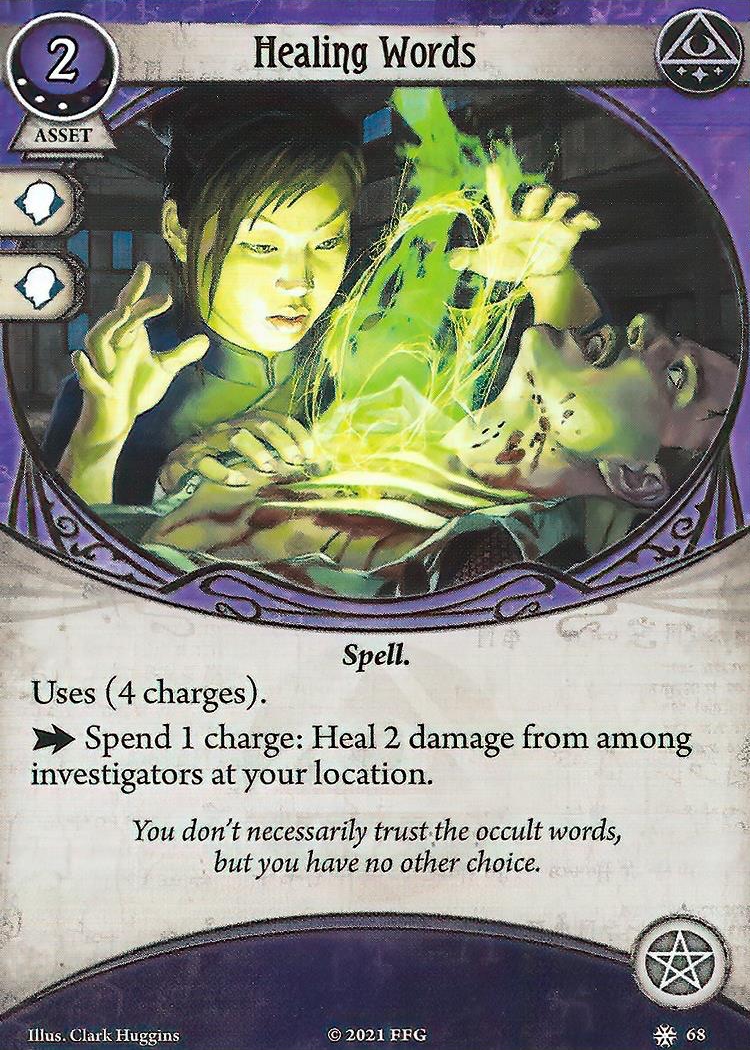 2
Healing Words
ASSET
Spell.
Uses (4 charges).
Spend 1 charge: Heal 2 damage from among
investigators at your location.
You don't necessarily trust the occult words,
but you have no other choice.
Illus. Clark Huggins
© 2021 FFG
68